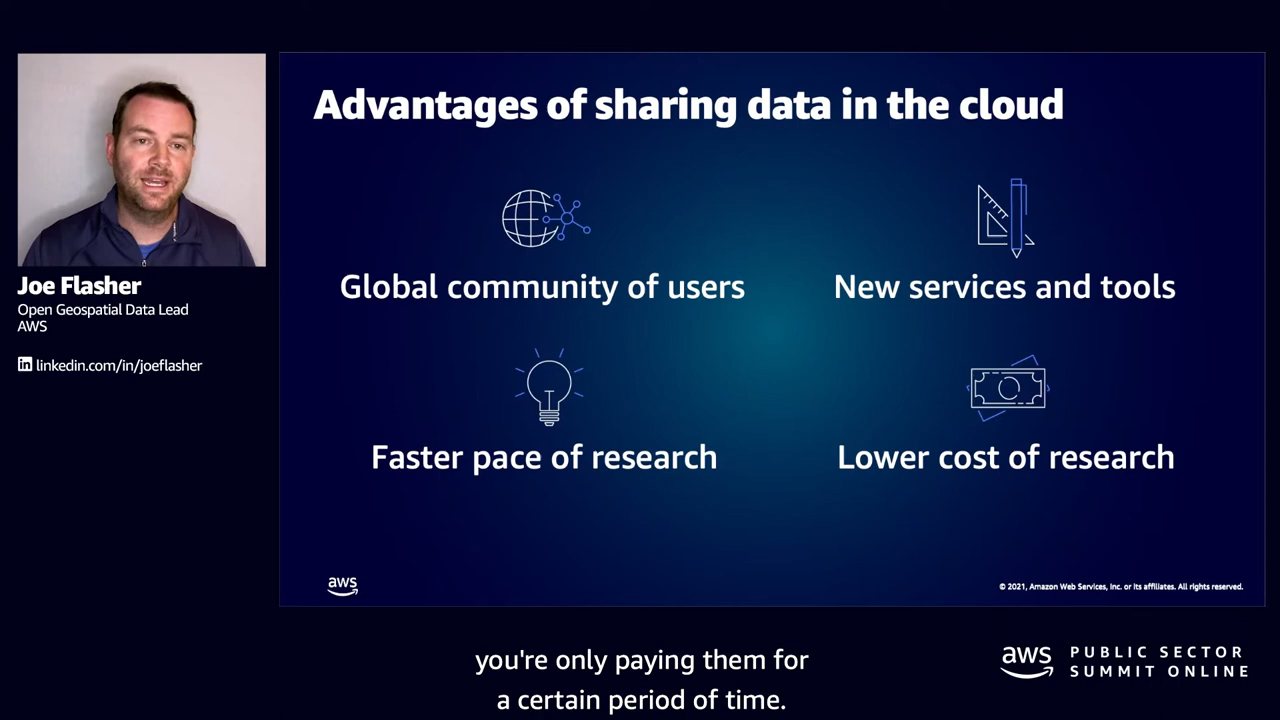 Advantages of sharing data in the cloud
Global community of users
New services and tools
Faster pace of research
Lower cost of research
Joe Flasher
Open Geospatial Data Lead
AWS
in linkedin.com/in/joeflasher
aws
© 2021, Amazon Web Services, Inc. or its affiliates. All rights reserved.
you're only paying them for
a certain period of time.
aws
PUBLIC SECTOR
SUMMIT ONLINE